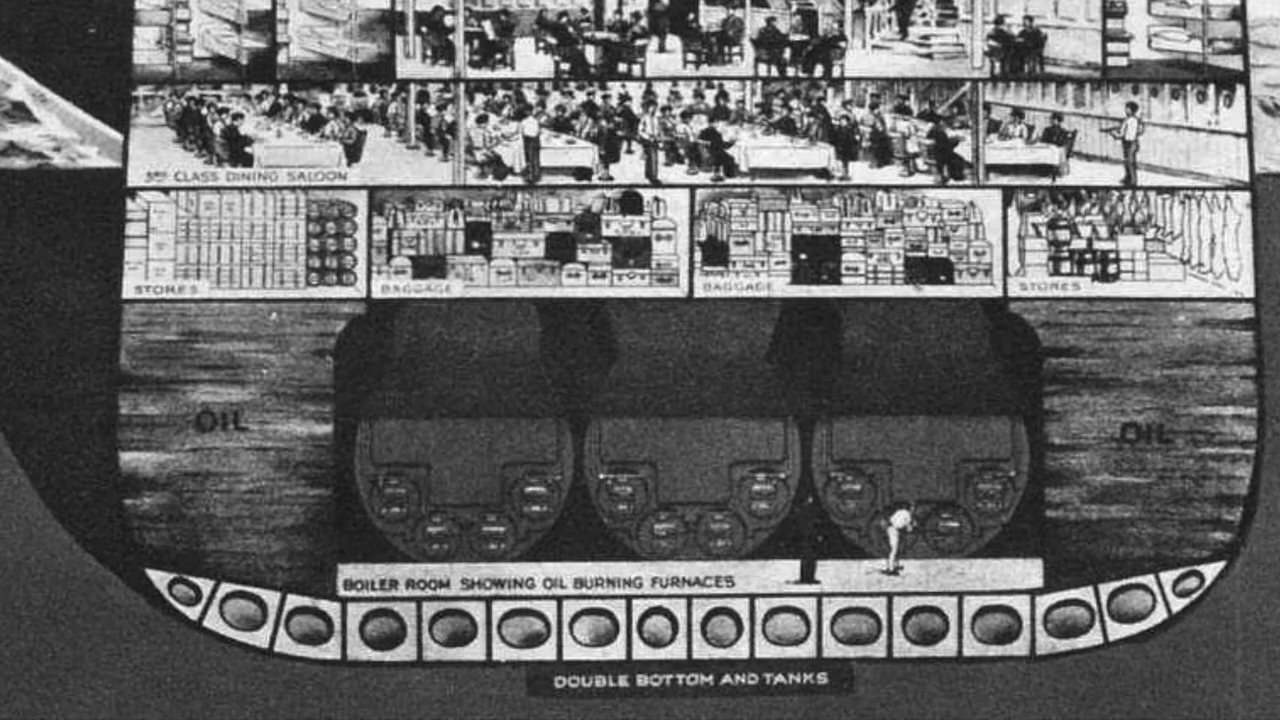 3RD CLASS DINING SALOON
STORES
BAGGAGE
BAGGAGE
STORES
OIL
OIL
BOILER ROOM SHOWING OIL BURNING FURNACES
DOUBLE BOTTOM AND TANKS